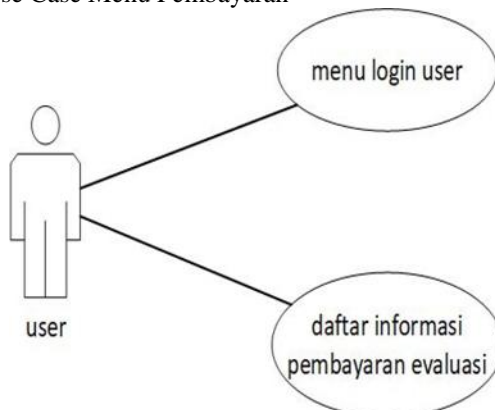 se Case Menu Pembayaran
menu login user
user
daftar informasi
pembayaran evaluasi